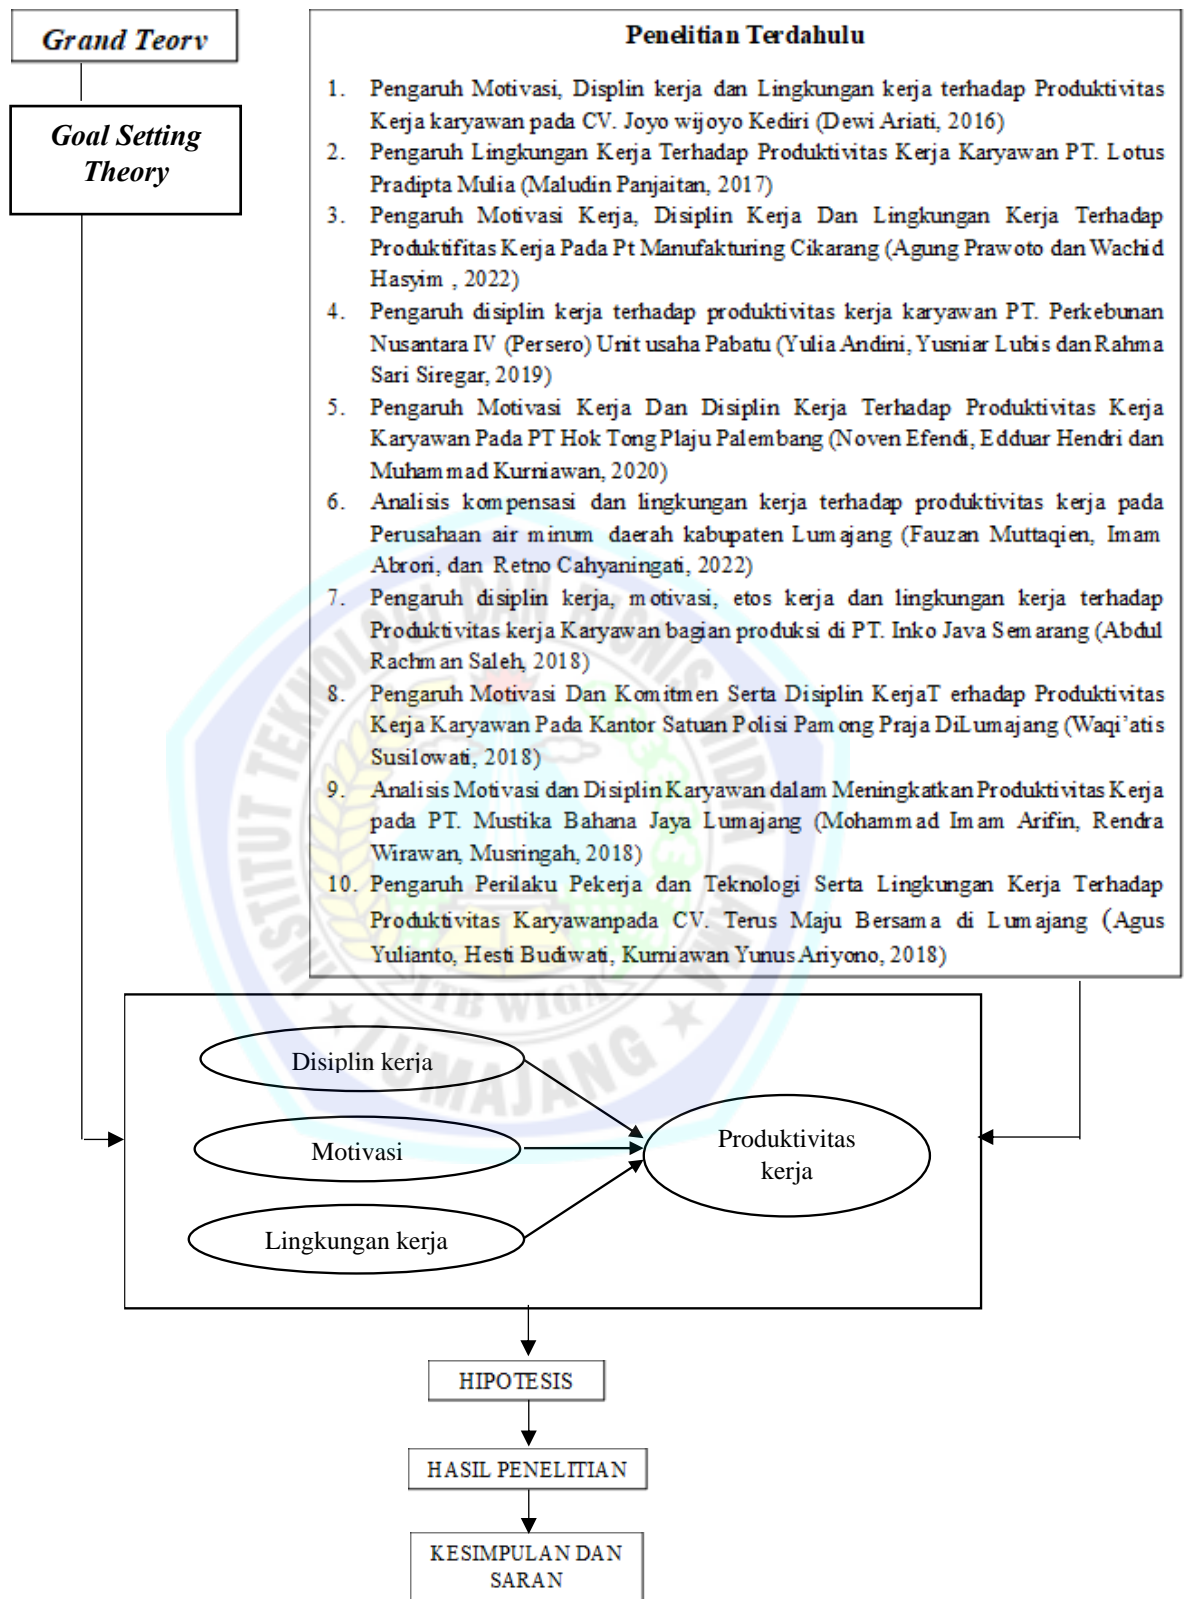 Grand Teory
Goal Setting
Theory
Penelitian Terdahulu
1. Pengaruh Motivasi, Displin kerja dan Lingkungan kerja terhadap Produktivitas
Kerja karyawan pada CV. Joyo wijoyo Kediri (Dewi Ariati, 2016)
2. Pengaruh Lingkungan Kerja Terhadap Produktivitas Kerja Karyawan PT. Lotus
Pradipta Mulia (Maludin Panjaitan, 2017)
3. Pengaruh Motivasi Kerja, Disiplin Kerja Dan Lingkungan Kerja Terhadap
Produktifitas Kerja Pada Pt Manufakturing Cikarang (Agung Prawoto dan Wachid
Hasyim , 2022)
4. Pengaruh disiplin kerja terhadap produktivitas kerja karyawan PT. Perkebunan
Nusantara IV (Persero) Unit usaha Pabatu (Yulia Andini, Yusniar Lubis dan Rahma
Sari Siregar, 2019)
5. Pengaruh Motivasi Kerja Dan Disiplin Kerja Terhadap Produktivitas Kerja
Karyawan Pada PT Hok Tong Plaju Palembang (Noven Efendi, Edduar Hendri dan
Muhammad Kurniawan, 2020)
6. Analisis kompensasi dan lingkungan kerja terhadap produktivitas kerja pada
Perusahaan air minum daerah kabupaten Lumajang (Fauzan Muttaqien, Imam
Abrori, dan Retno Cahyaningati, 2022)
7. Pengaruh disiplin kerja, motivasi, etos kerja dan lingkungan kerja terhadap
Produktivitas kerja Karyawan bagian produksi di PT. Inko Java Semarang (Abdul
Rachman Saleh, 2018)
8. Pengaruh Motivasi Dan Komitmen Serta Disiplin KerjaT erhadap Produktivitas
Kerja Karyawan Pada Kantor Satuan Polisi Pamong Praja DiLumajang (Waqi’atis
Susilowati, 2018)
9. Analisis Motivasi dan Disiplin Karyawan dalam Meningkatkan Produktivitas Kerja
pada PT. Mustika Bahana Jaya Lumajang (Mohammad Imam Arifin, Rendra
Wirawan, Musringah, 2018)
10. Pengaruh Perilaku Pekerja dan Teknologi Serta Lingkungan Kerja Terhadap
Produktivitas Karyawanpada CV. Terus Maju Bersama di Lumajang (Agus
Yulianto, Hesti Budiwati, Kurniawan Yunus Ariyono, 2018)
INSTITUT TEKNOLOGI DAN BISNIS WIDYA GAMA
ITB WIGA
LUMAJANG
Disiplin kerja
Motivasi
Lingkungan kerja
Produktivitas
kerja
HIPOTESIS
HASIL PENELITIAN
KESIMPULAN DAN
SARAN